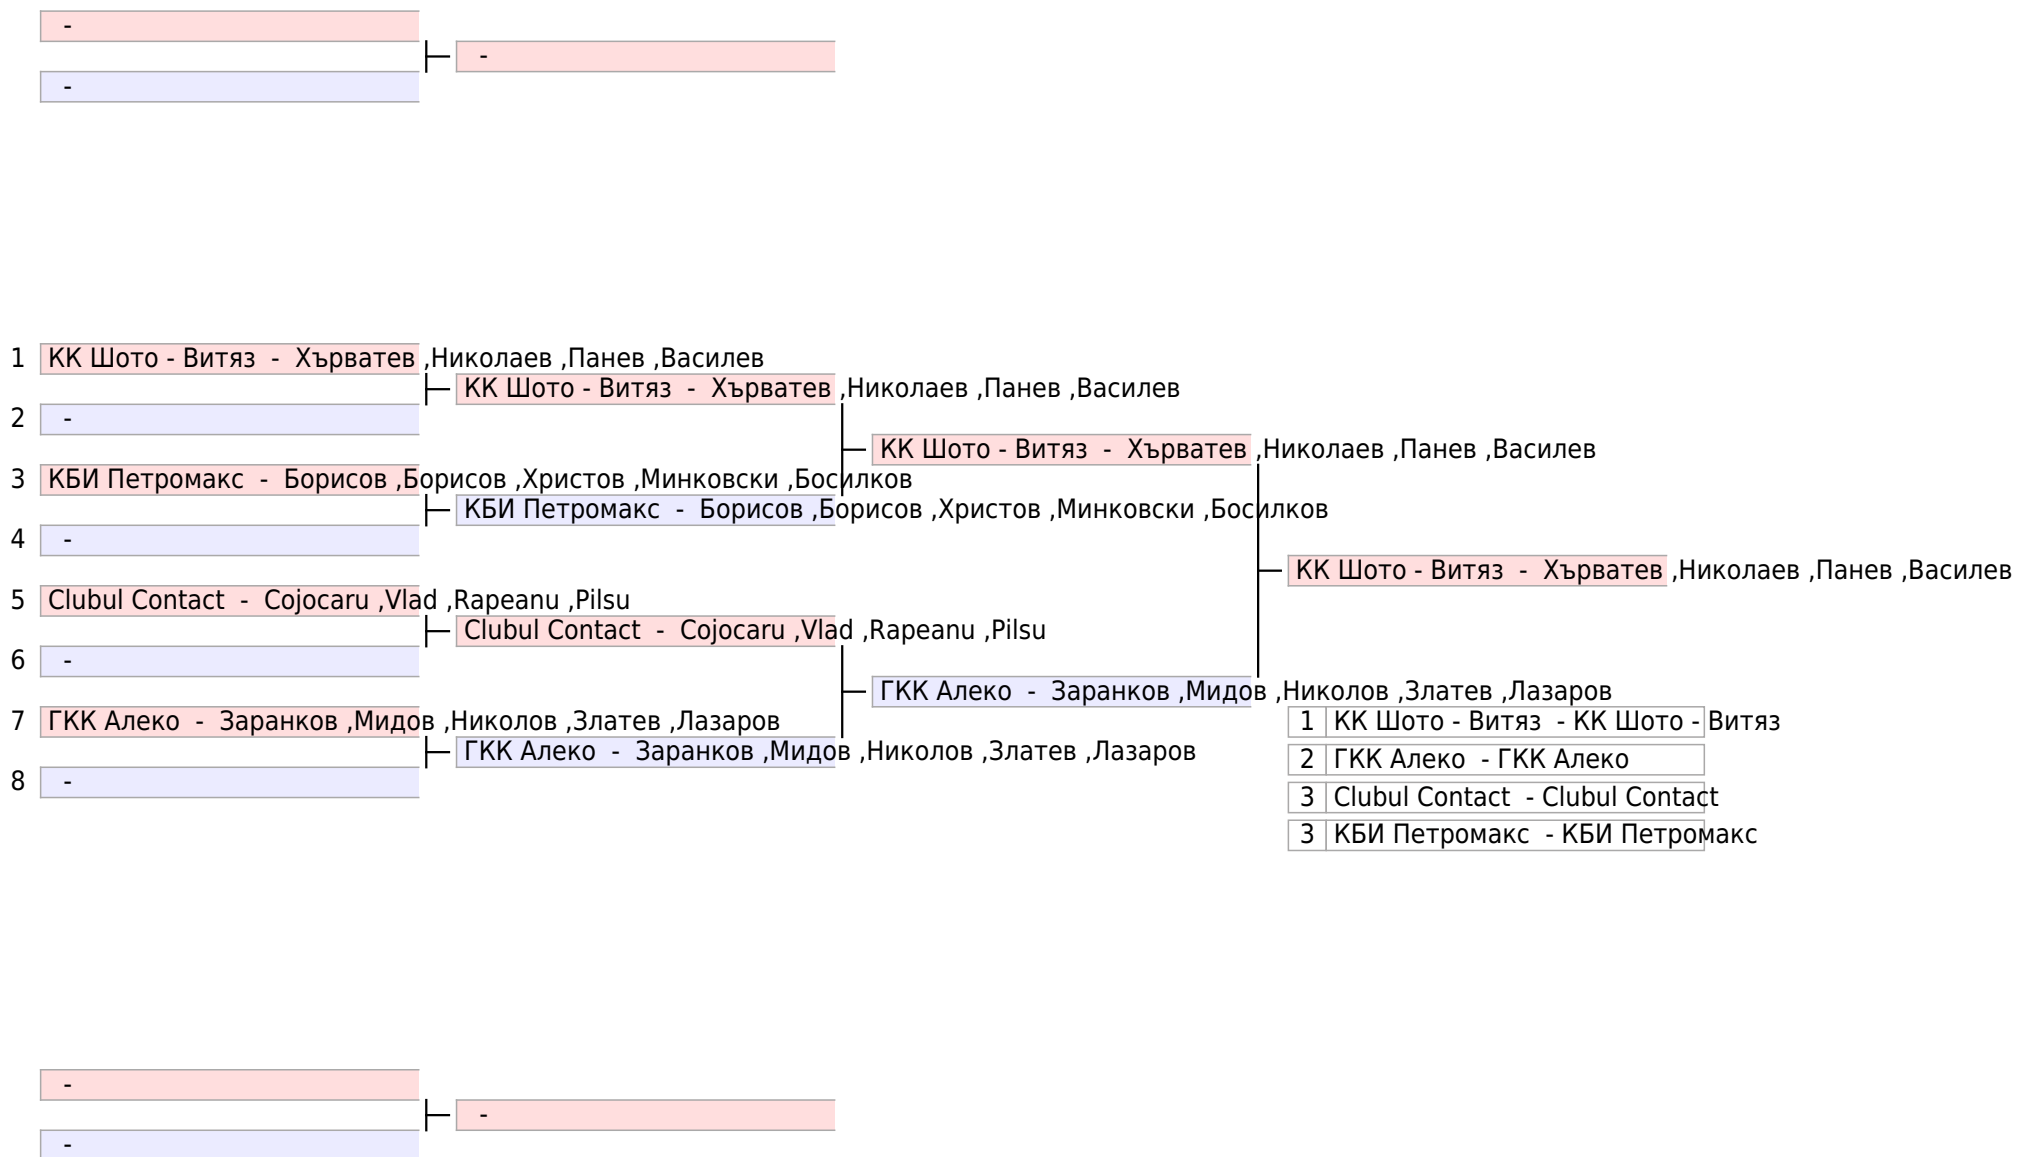 -
-
-
1 КК Шото - Витяз - Хърватев ,Николаев ,Панев ,Василев
КК Шото - Витяз - Хърватев ,Николаев ,Панев ,Василев
2 -
КК Шото - Витяз - Хърватев ,Николаев ,Панев ,Василев
3 КБИ Петромакс - Борисов ,Борисов ,Христов ,Минковски ,Босилков
КБИ Петромакс - Борисов ,Борисов ,Христов ,Минковски ,Босилков
4 -
КК Шото - Витяз - Хърватев ,Николаев ,Панев ,Василев
5 Clubul Contact - Cojocaru ,Vlad ,Rapeanu ,Pilsu
Clubul Contact - Cojocaru ,Vlad ,Rapeanu ,Pilsu
6 -
ГКК Алеко - Заранков ,Мидов ,Николов ,Златев ,Лазаров
7 ГКК Алеко - Заранков ,Мидов ,Николов ,Златев ,Лазаров
ГКК Алеко - Заранков ,Мидов ,Николов ,Златев ,Лазаров
8 -
1 КК Шото - Витяз - КК Шото - Витяз
2 ГКК Алеко - ГКК Алеко
3 Clubul Contact - Clubul Contact
3 КБИ Петромакс - КБИ Петромакс
-
-
-